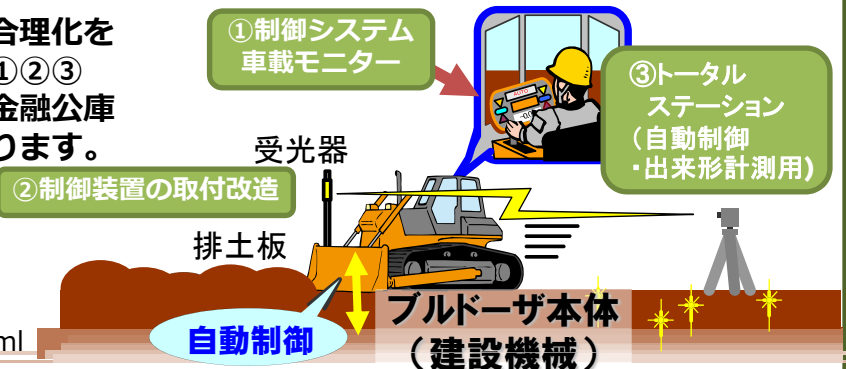 合理化を
①②③
金融公庫
ります。
①制御システム
車載モニター
③トータル
ステーション
(自動制御
・出来形計測用)
受光器
②制御装置の取付改造
排土板
自動制御
ブルドーザ本体
(建設機械)
ml